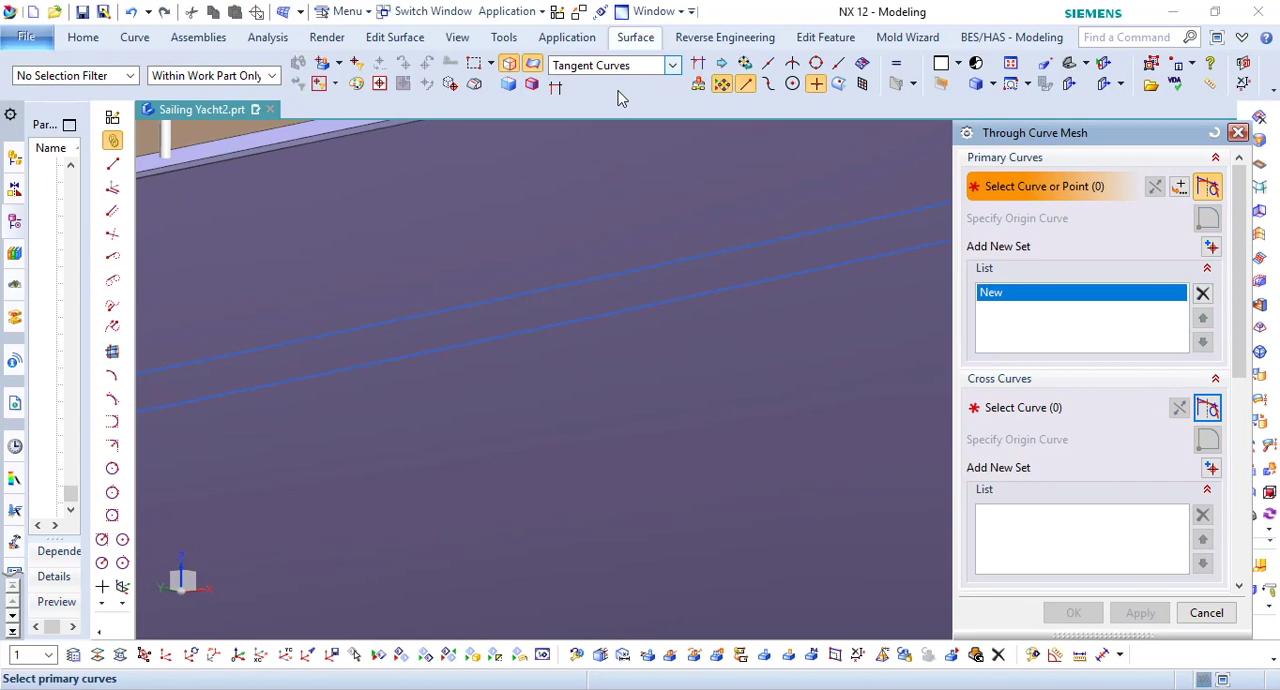 Menu
Switch Window
Application
Window
NX 12 - Modeling
SIEMENS
File
Home
Curve
Assemblies
Analysis
Render
Edit Surface
View
Tools
Application
Surface
Reverse Engineering
Edit Feature
Mold Wizard
BES/HAS - Modeling
Find a Command
No Selection Filter
Within Work Part Only
Tangent Curves
Sailing Yacht2.prt
Par...
Name
Through Curve Mesh
Primary Curves
* Select Curve or Point (0)
Specify Origin Curve
Add New Set
List
New
Cross Curves
* Select Curve (0)
Specify Origin Curve
Add New Set
List
Z
Y
X
Depende
Details
Preview
OK
Apply
Cancel
1
Select primary curves